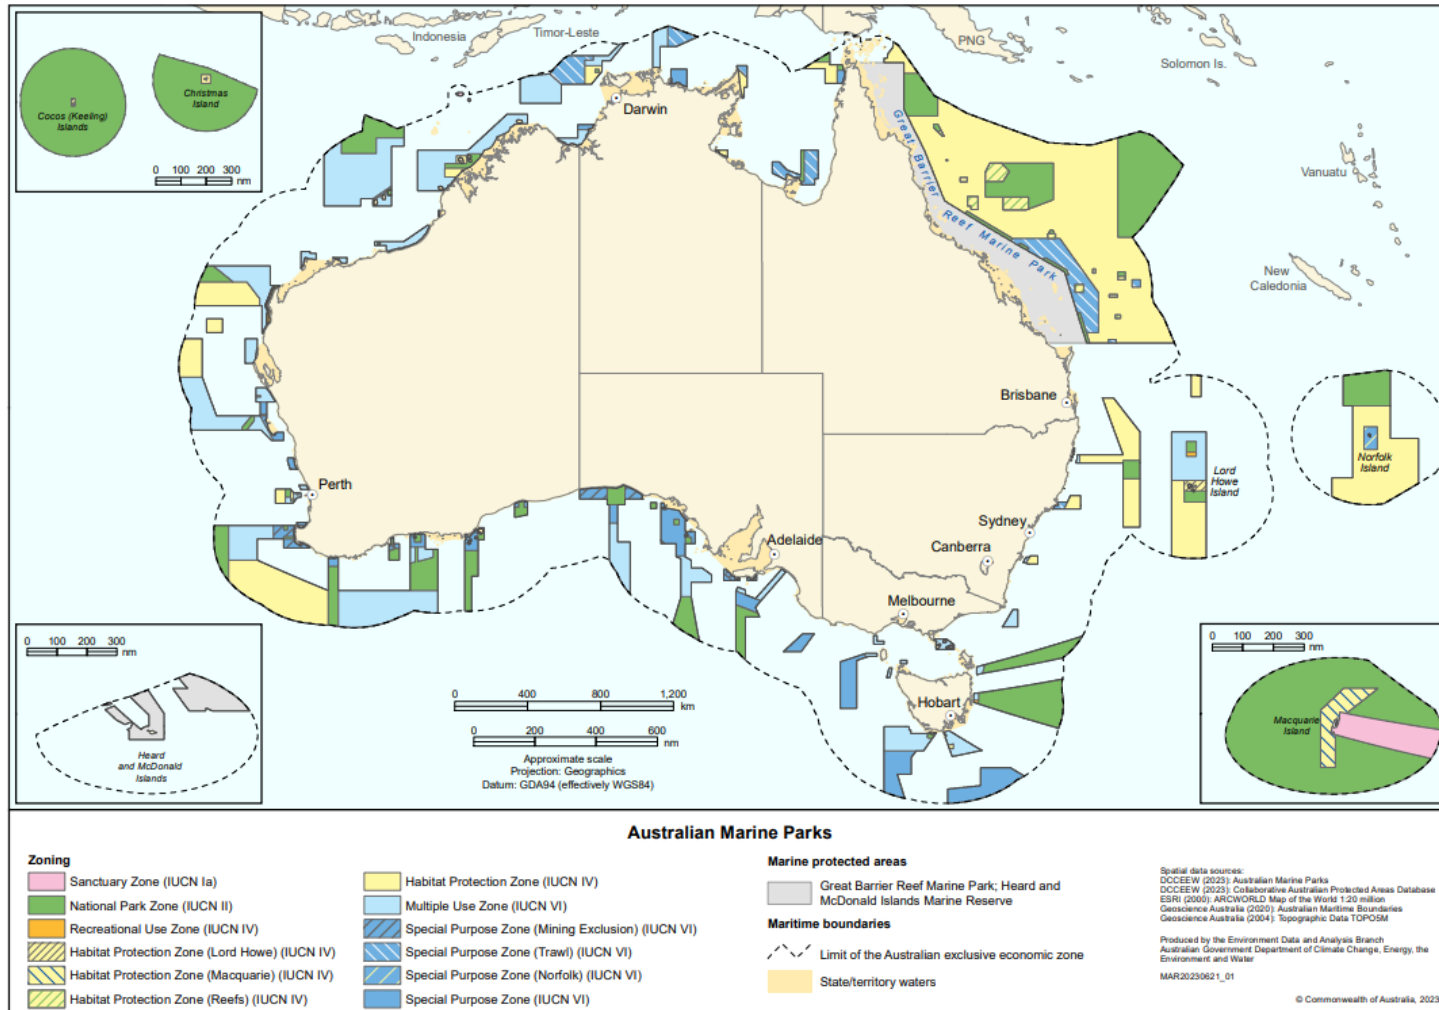 Indonesia
Timor-Leste
PNG
Solomon Is.
Vanuatu
New
Caledonia
Cocos (Keeling)
Islands
Christmas
Island
0 100 200 300
nm
Darwin
Great Barrier
Reef Marine Park
Brisbane
Perth
Adelaide
Sydney
Canberra
Melbourne
Hobart
Lord
Howe
Island
Norfolk
Island
0 100 200 300
nm
Heard
and McDonald
Islands
0 400 800 1,200
km
0 200 400 600
nm
Approximate scale
Projection: Geographics
Datum: GDA94 (effectively WGS84)
0 100 200 300
nm
Macquarie
Island
Australian Marine Parks
Zoning
Sanctuary Zone (IUCN Ia)
National Park Zone (IUCN II)
Recreational Use Zone (IUCN IV)
Habitat Protection Zone (Lord Howe) (IUCN IV)
Habitat Protection Zone (Macquarie) (IUCN IV)
Habitat Protection Zone (Reefs) (IUCN IV)
Habitat Protection Zone (IUCN IV)
Multiple Use Zone (IUCN VI)
Special Purpose Zone (Mining Exclusion) (IUCN VI)
Special Purpose Zone (Trawl) (IUCN VI)
Special Purpose Zone (Norfolk) (IUCN VI)
Special Purpose Zone (IUCN VI)
Marine protected areas
Great Barrier Reef Marine Park; Heard and
McDonald Islands Marine Reserve
Maritime boundaries
Limit of the Australian exclusive economic zone
State/territory waters
Spatial data sources:
DCCEEW (2023): Australian Marine Parks
DCCEEW (2023): Collaborative Australian Protected Areas Database
ESRI (2000): ARCWORLD Map of the World 1:20 million
Geoscience Australia (2020): Australian Maritime Boundaries
Geoscience Australia (2004): Topographic Data TOPO5M
Produced by the Environment Data and Analysis Branch
Australian Government Department of Climate Change, Energy, the
Environment and Water
MAR20230621_01
© Commonwealth of Australia, 2023